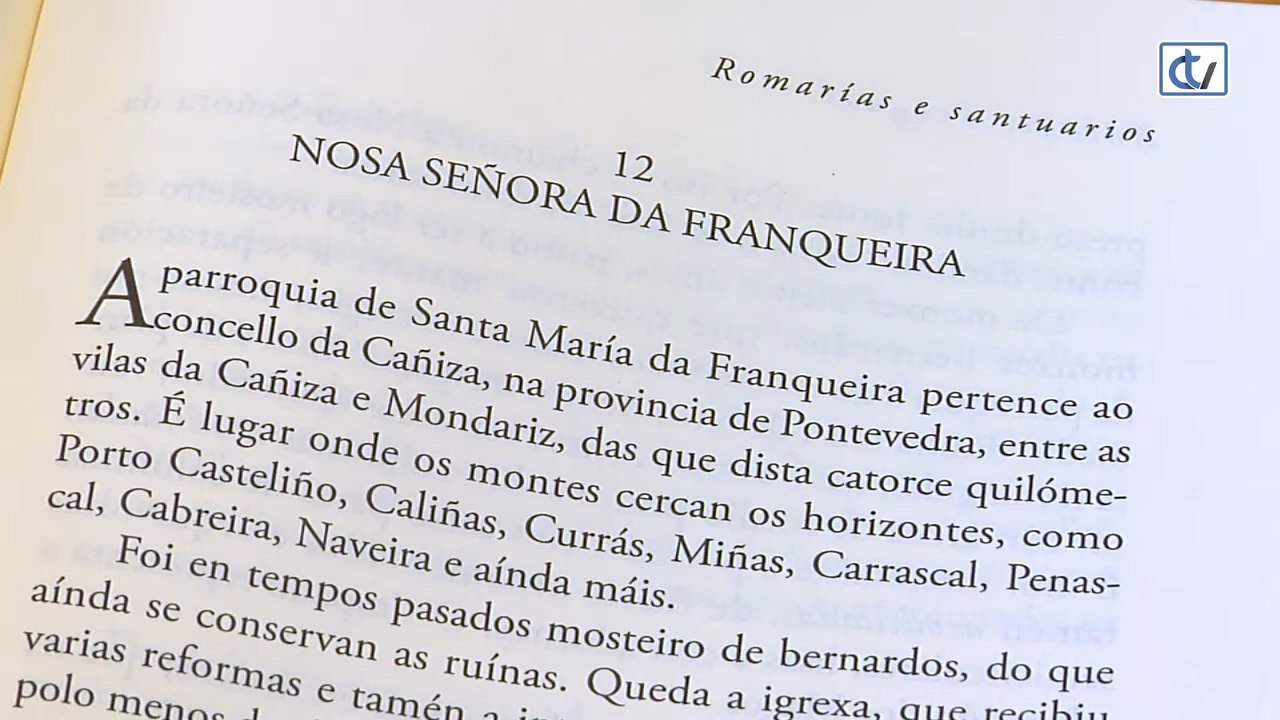 Romarías e santuarios
12
NOSA SEÑORA DA FRANQUEIRA
A parroquia de Santa María da Franqueira pertence ao
concello da Cañiza, na provincia de Pontevedra, entre as
vilas da Cañiza e Mondariz, das que dista catorce quilóme-
tros. É lugar onde os montes cercan os horizontes, como
Porto Casteliño, Caliñas, Currás, Miñas, Carrascal, Penas-
cal, Cabreira, Naveira e aínda máis.
Foi en tempos pasados mosteiro de bernardos, do que
aínda se conservan as ruínas. Queda a igrexa, que recibiu
varias reformas e tamén a
polo menos